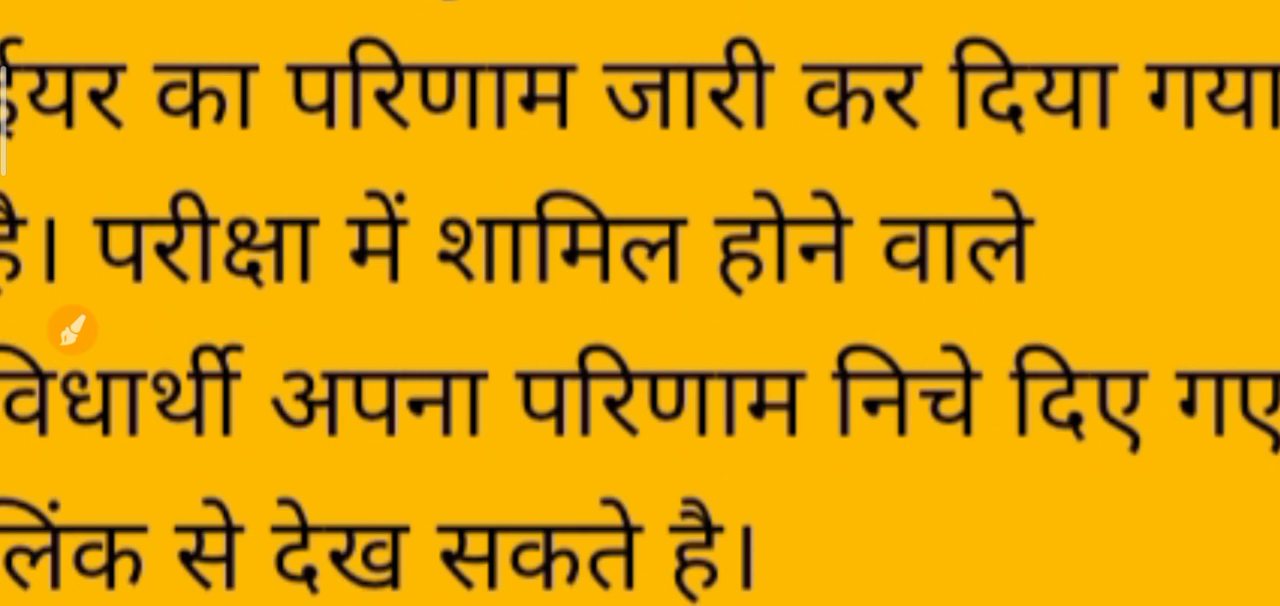 ईयर का परिणाम जारी कर दिया गया
है। परीक्षा में शामिल होने वाले
विधार्थी अपना परिणाम निचे दिए गए
लिंक से देख सकते है।